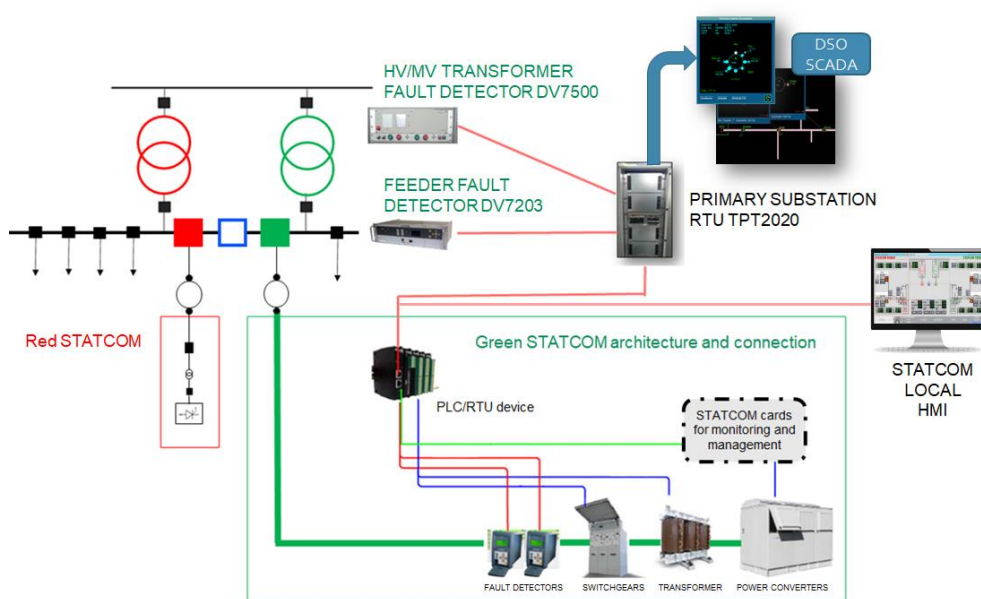 DSO
SCADA
HV/MV TRANSFORMER
FAULT DETECTOR DV7500
FEEDER FAULT
DETECTOR DV7203
PRIMARY SUBSTATION
RTU TPT2020
Red STATCOM
Green STATCOM architecture and connection
PLC/RTU device
STATCOM cards
for monitoring and
management
STATCOM
LOCAL
HMI
FAULT DETECTORS
SWITCHGEARS
TRANSFORMER
POWER CONVERTERS